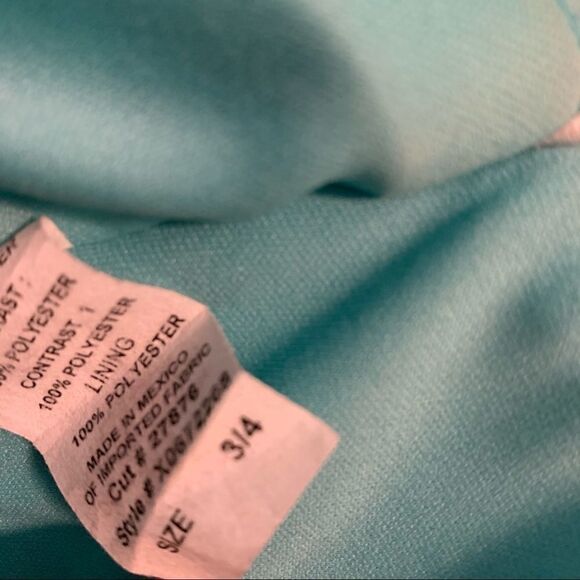 100% POLYESTER
CONTRAST 1
100% POLYESTER
LINING
100% POLYESTER
MADE IN MEXICO
OF IMPORTED FABRIC
Cut # 27876
Style #
SIZE 3/4